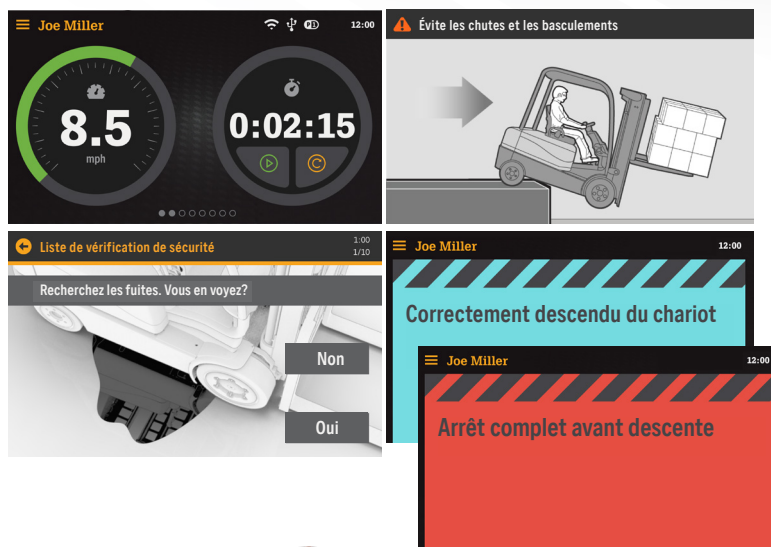 Joe Miller
12:00
8.5
mph
0:02:15
Évite les chutes et les basculements
Liste de vérification de sécurité
1:00
1/10
Recherchez les fuites. Vous en voyez?
Non
Oui
Joe Miller
12:00
Correctement descendu du chariot
Joe Miller
12:00
Arrêt complet avant descente